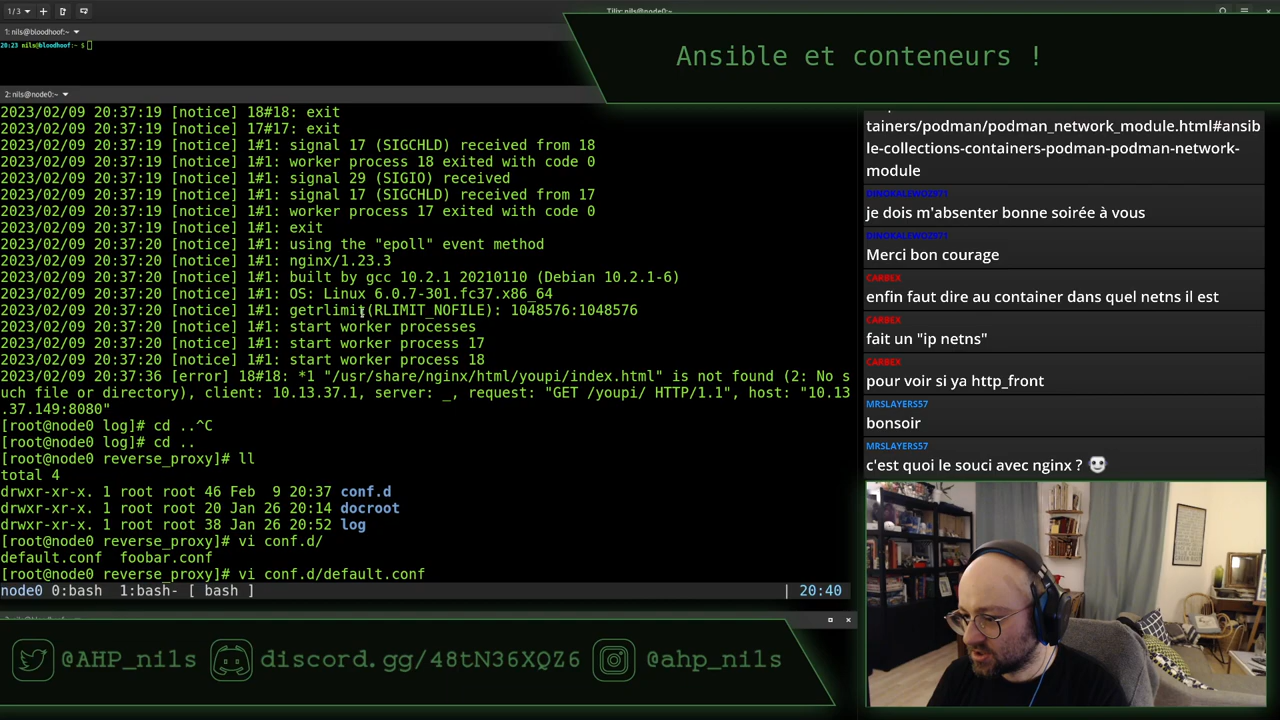 1/3
Tilix: nils@node0:~
1: nils@bloodhoof:~
20:23 nils@bloodhoof:~ $
Ansible et conteneurs !
2: nils@node0:~
2023/02/09 20:37:19 [notice] 18#18: exit
2023/02/09 20:37:19 [notice] 17#17: exit
2023/02/09 20:37:19 [notice] 1#1: signal 17 (SIGCHLD) received from 18
2023/02/09 20:37:19 [notice] 1#1: worker process 18 exited with code 0
2023/02/09 20:37:19 [notice] 1#1: signal 29 (SIGIO) received
2023/02/09 20:37:19 [notice] 1#1: signal 17 (SIGCHLD) received from 17
2023/02/09 20:37:19 [notice] 1#1: worker process 17 exited with code 0
2023/02/09 20:37:19 [notice] 1#1: exit
2023/02/09 20:37:20 [notice] 1#1: using the "epoll" event method
2023/02/09 20:37:20 [notice] 1#1: nginx/1.23.3
2023/02/09 20:37:20 [notice] 1#1: built by gcc 10.2.1 20210110 (Debian 10.2.1-6)
2023/02/09 20:37:20 [notice] 1#1: OS: Linux 6.0.7-301.fc37.x86_64
2023/02/09 20:37:20 [notice] 1#1: getrlimit(RLIMIT_NOFILE): 1048576:1048576
2023/02/09 20:37:20 [notice] 1#1: start worker processes
2023/02/09 20:37:20 [notice] 1#1: start worker process 17
2023/02/09 20:37:20 [notice] 1#1: start worker process 18
2023/02/09 20:37:36 [error] 18#18: *1 "/usr/share/nginx/html/youpi/index.html" is not found (2: No s
uch file or directory), client: 10.13.37.1, server: _, request: "GET /youpi/ HTTP/1.1", host: "10.13
.37.149:8080"
[root@node0 log]# cd ..^C
[root@node0 log]# cd ..
[root@node0 reverse_proxy]# ll
total 4
drwxr-xr-x. 1 root root 46 Feb  9 20:37 conf.d
drwxr-xr-x. 1 root root 20 Jan 26 20:14 docroot
drwxr-xr-x. 1 root root 38 Jan 26 20:52 log
[root@node0 reverse_proxy]# vi conf.d/
default.conf  foobar.conf
[root@node0 reverse_proxy]# vi conf.d/default.conf
node0 0:bash  1:bash- [ bash ] | 20:40
tainers/podman/podman_network_module.html#ansib
le-collections-containers-podman-podman-network-
module
DINOKALEWOZ971
je dois m'absenter bonne soirée à vous
DINOKALEWOZ971
Merci bon courage
CARBEX
enfin faut dire au container dans quel netns il est
CARBEX
fait un "ip netns"
CARBEX
pour voir si ya http_front
MRSLAYERS57
bonsoir
MRSLAYERS57
c'est quoi le souci avec nginx ?
@AHP_nils discord.gg/48tN36XQZ6 @ahp_nils